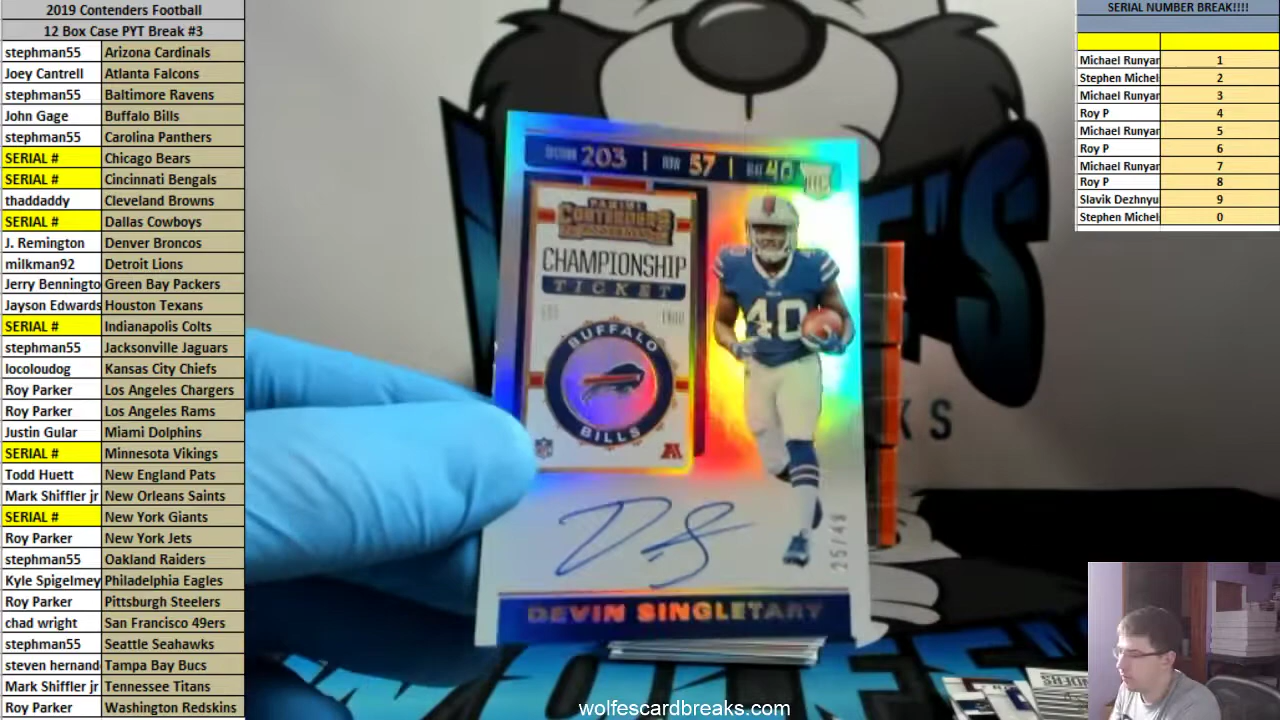 2019 Contenders Football
12 Box Case PYT Break #3
stephman55 Arizona Cardinals
Joey Cantrell Atlanta Falcons
stephman55 Baltimore Ravens
John Gage Buffalo Bills
stephman55 Carolina Panthers
SERIAL # Chicago Bears
SERIAL # Cincinnati Bengals
thaddaddy Cleveland Browns
SERIAL # Dallas Cowboys
J. Remington Denver Broncos
milkman92 Detroit Lions
Jerry Benningto Green Bay Packers
Jayson Edwards Houston Texans
SERIAL # Indianapolis Colts
stephman55 Jacksonville Jaguars
locoloudog Kansas City Chiefs
Roy Parker Los Angeles Chargers
Roy Parker Los Angeles Rams
Justin Gular Miami Dolphins
SERIAL # Minnesota Vikings
Todd Huett New England Pats
Mark Shiffler jr New Orleans Saints
SERIAL # New York Giants
Roy Parker New York Jets
stephman55 Oakland Raiders
Kyle Spigelmey Philadelphia Eagles
Roy Parker Pittsburgh Steelers
chad wright San Francisco 49ers
stephman55 Seattle Seahawks
steven hernand Tampa Bay Bucs
Mark Shiffler jr Tennessee Titans
Roy Parker Washington Redskins
203 | ROW 57 | 40
RC
PANINI
CONTENDERS
CHAMPIONSHIP
TICKET
BUFFALO
BILLS
40
25/49
DEVIN SINGLETARY
SERIAL NUMBER BREAK!!!!
Michael Runyar 1
Stephen Michel 2
Michael Runyar 3
Roy P 4
Michael Runyar 5
Roy P 6
Michael Runyar 7
Roy P 8
Slavik Dezhnyu 9
Stephen Michel 0
wolfescardbreaks.com